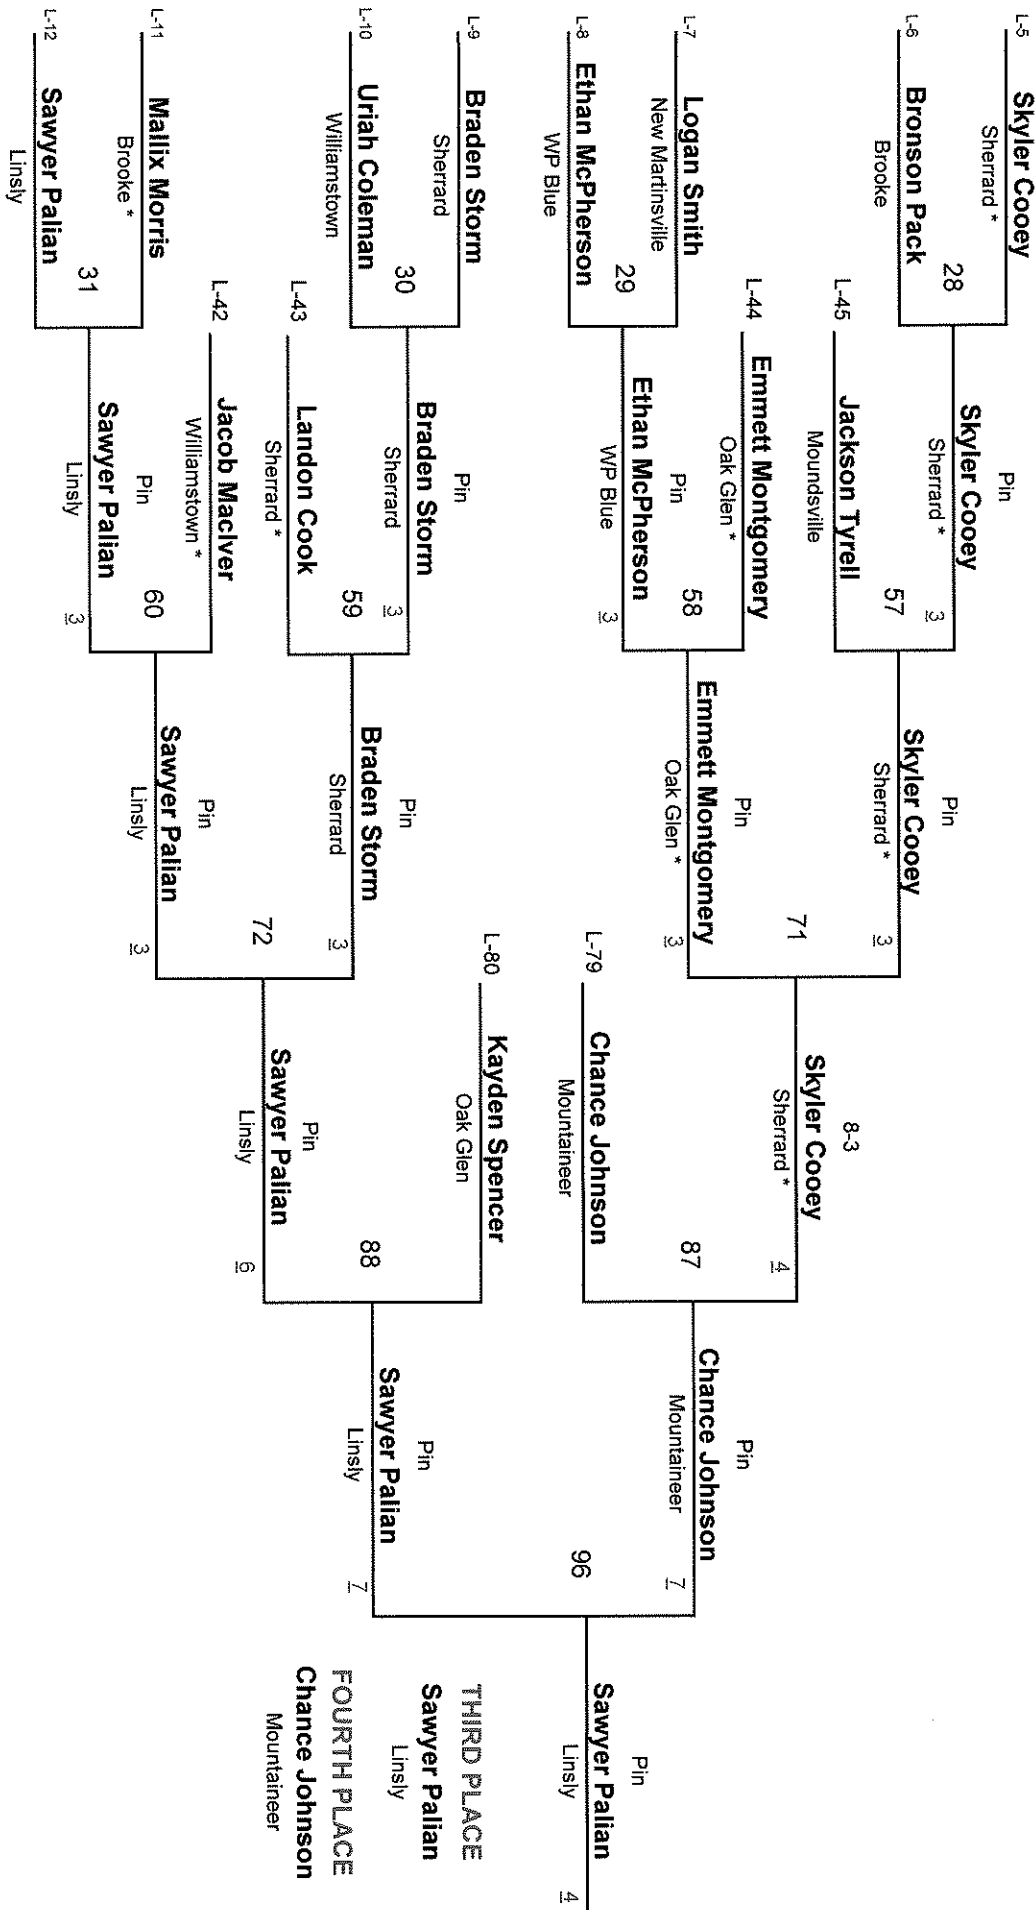 L-5
Skyler Cooey
Sherrard *
28
L-6
Bronson Pack
Brooke
L-7
Logan Smith
New Martinsville
29
L-8
Ethan McPherson
WP Blue
L-9
Braden Storm
Sherrard
30
L-10
Uriah Coleman
Williamstown
L-11
Mallix Morris
Brooke *
31
L-12
Sawyer Palian
Linsly
Pin
Skyler Cooey
Sherrard *
3
57
L-45
Jackson Tyrell
Moundsville
L-44
Emmett Montgomery
Oak Glen *
58
Pin
Ethan McPherson
WP Blue
3
Pin
Braden Storm
Sherrard
3
59
L-43
Landon Cook
Sherrard *
L-42
Jacob MacIver
Williamstown *
60
Pin
Sawyer Palian
Linsly
3
Pin
Skyler Cooey
Sherrard *
3
71
Pin
Emmett Montgomery
Oak Glen *
3
Pin
Braden Storm
Sherrard
3
72
Pin
Sawyer Palian
Linsly
3
8-3
Skyler Cooey
Sherrard *
4
87
L-79
Chance Johnson
Mountaineer
L-80
Kayden Spencer
Oak Glen
88
Pin
Sawyer Palian
Linsly
6
Pin
Chance Johnson
Mountaineer
7
96
Pin
Sawyer Palian
Linsly
7
Pin
Sawyer Palian
Linsly
4
THIRD PLACE
Sawyer Palian
Linsly
FOURTH PLACE
Chance Johnson
Mountaineer